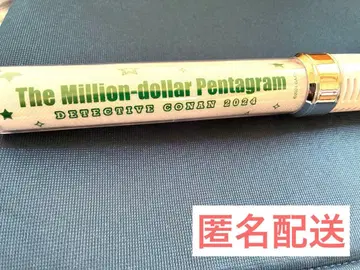 The Million-dollar Pentagram
DETECTIVE CONAN 2024
匿名配送